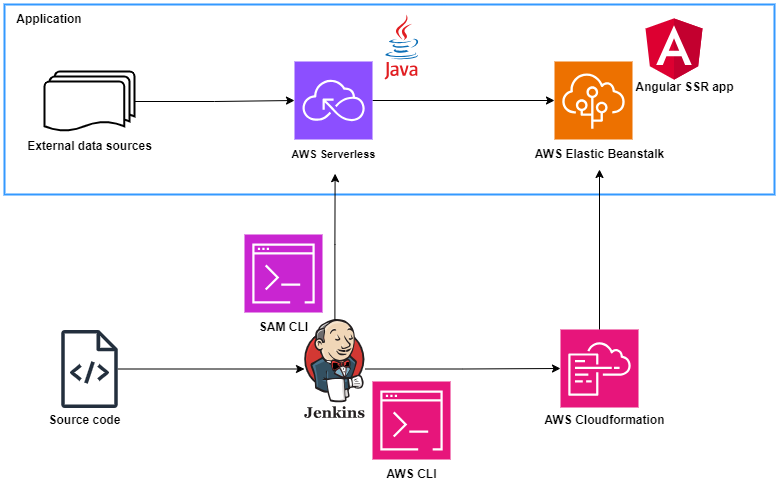 Application
Java
Angular SSR app
External data sources
AWS Serverless
AWS Elastic Beanstalk
SAM CLI
Source code
Jenkins
AWS Cloudformation
AWS CLI